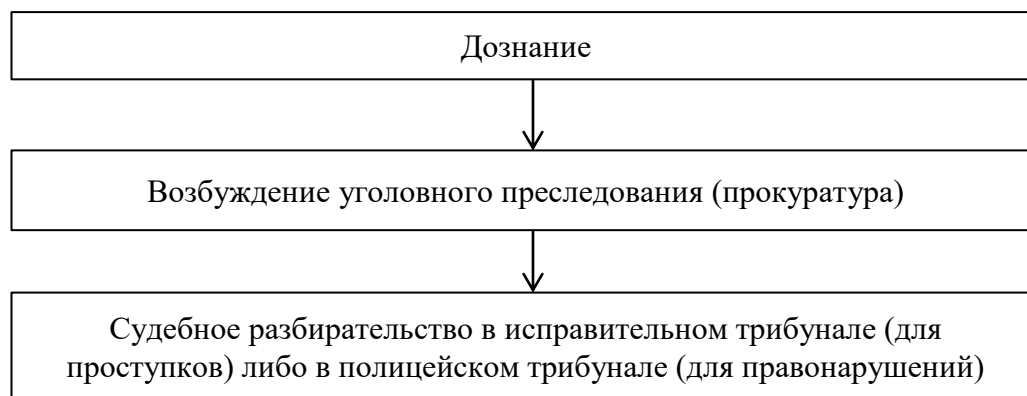 Дознание
Возбуждение уголовного преследования (прокуратура)
Судебное разбирательство в исправительном трибунале (для
проступков) либо в полицейском трибунале (для правонарушений)